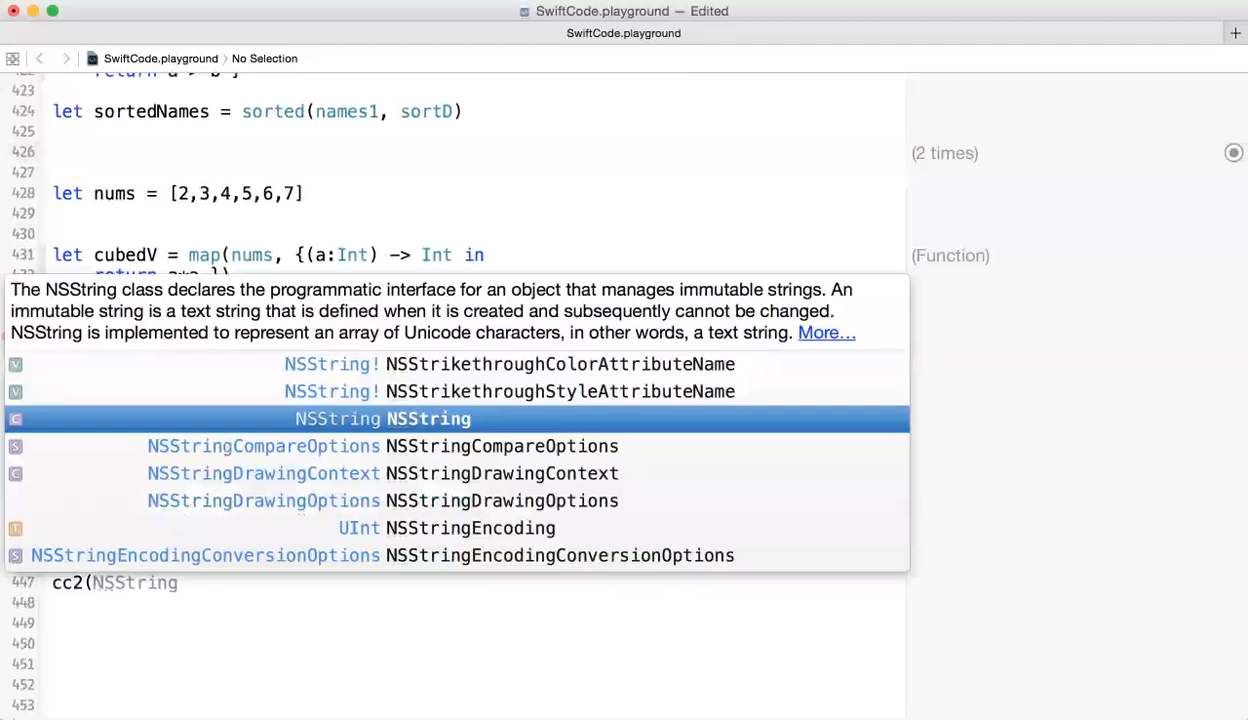 SwiftCode.playground — Edited
SwiftCode.playground
+
SwiftCode.playground 〉 No Selection
423
424 let sortedNames = sorted(names1, sortD)
425
426 (2 times)
427
428 let nums = [2,3,4,5,6,7]
429
430
431 let cubedV = map(nums, {(a:Int) -> Int in (Function)
The NSString class declares the programmatic interface for an object that manages immutable strings. An
immutable string is a text string that is defined when it is created and subsequently cannot be changed.
NSString is implemented to represent an array of Unicode characters, in other words, a text string. More...
V NSString! NSStrikethroughColorAttributeName
V NSString! NSStrikethroughStyleAttributeName
C NSString NSString
S NSStringCompareOptions NSStringCompareOptions
C NSStringDrawingContext NSStringDrawingContext
S NSStringDrawingOptions NSStringDrawingOptions
T UInt NSStringEncoding
S NSStringEncodingConversionOptions NSStringEncodingConversionOptions
447 cc2(NSString
448
449
450
451
452
453